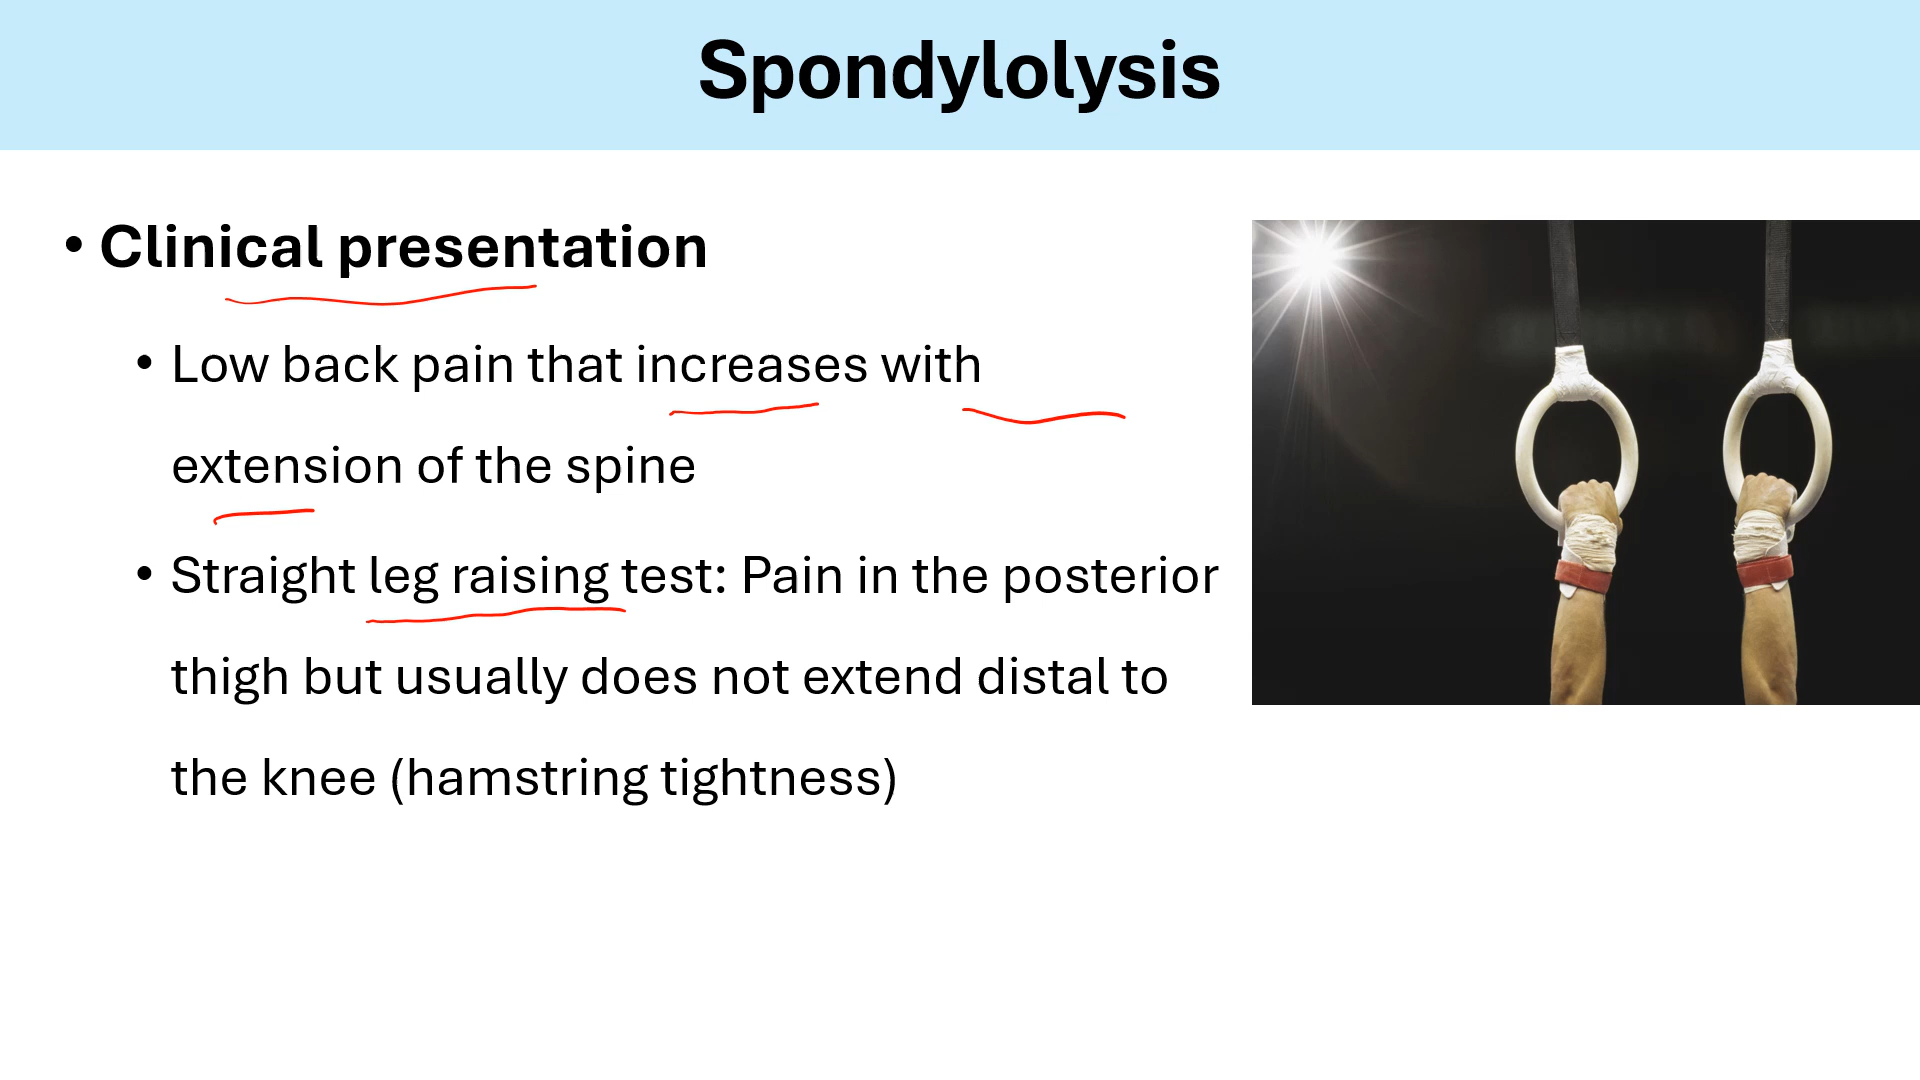 Spondylolysis
• Clinical presentation
• Low back pain that increases with
extension of the spine
• Straight leg raising test: Pain in the posterior
thigh but usually does not extend distal to
the knee (hamstring tightness)